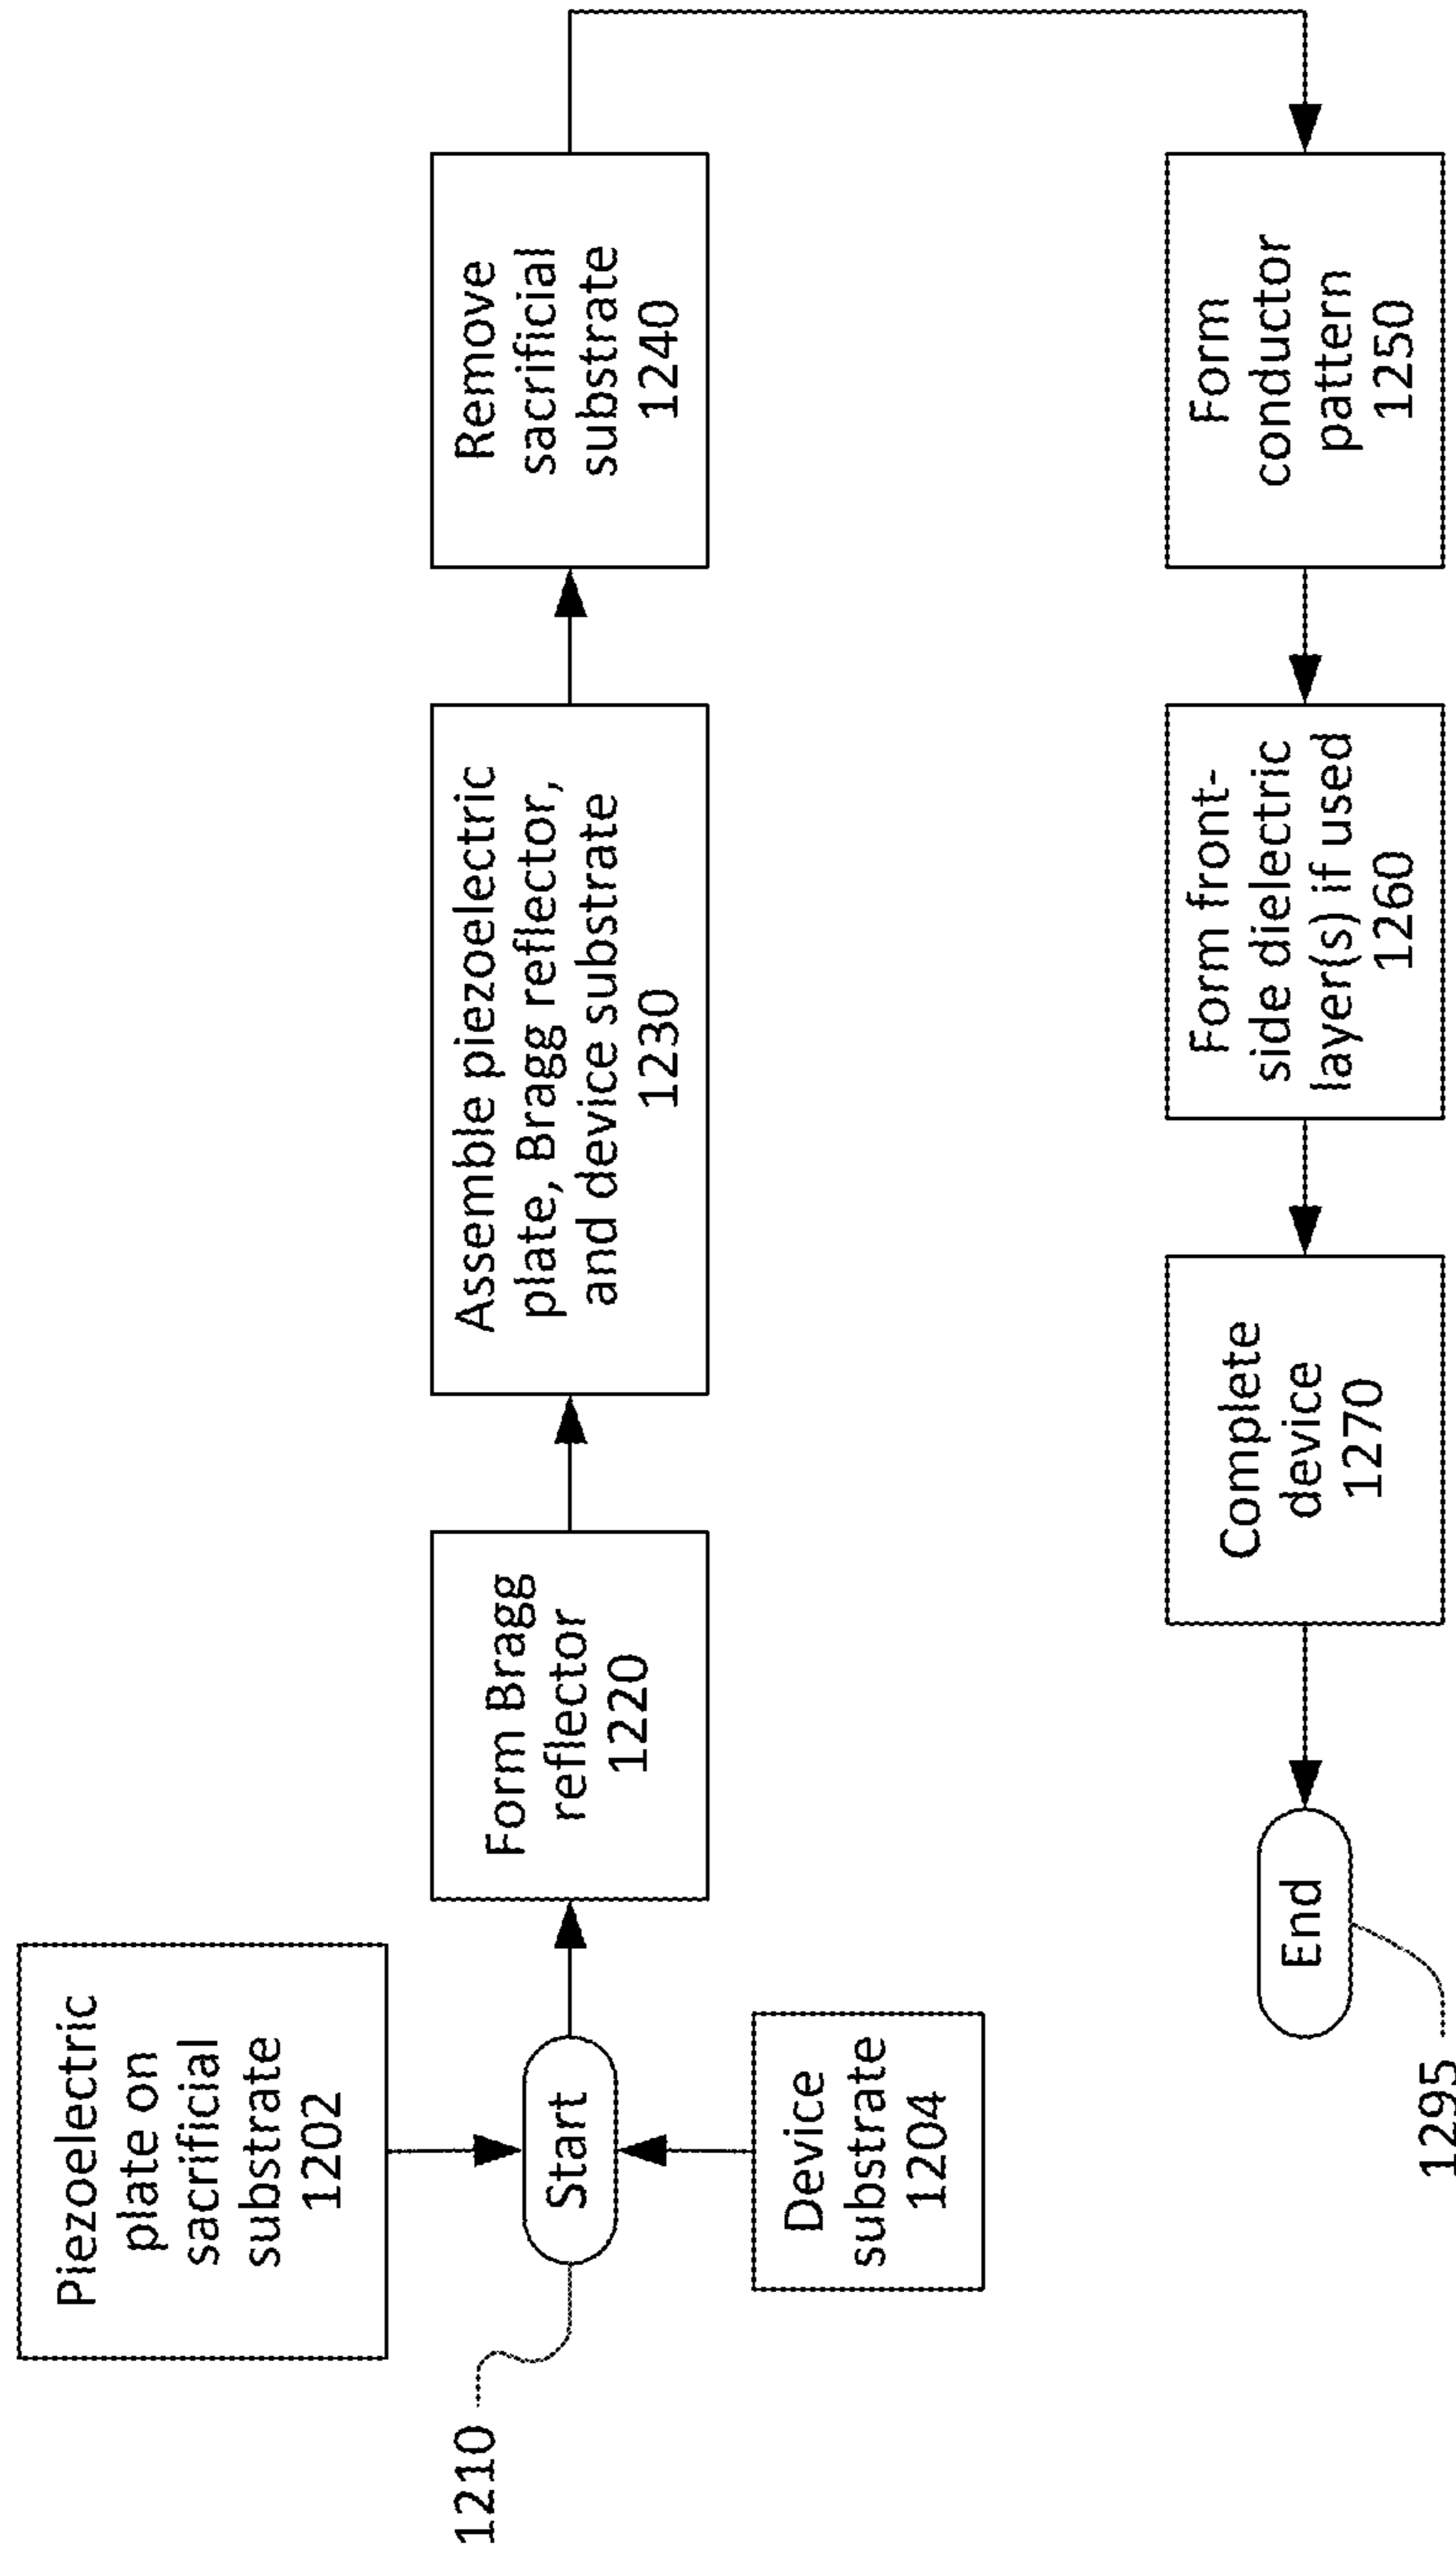 Piezoelectric
plate on
sacrificial
substrate
1202
1210
Start
Device
substrate
1204
Form Bragg
reflector
1220
Assemble piezoelectric
plate, Bragg reflector,
and device substrate
1230
Remove
sacrificial
substrate
1240
Form
conductor
pattern
1250
Form front-
side dielectric
layer(s) if used
1260
Complete
device
1270
End
1295